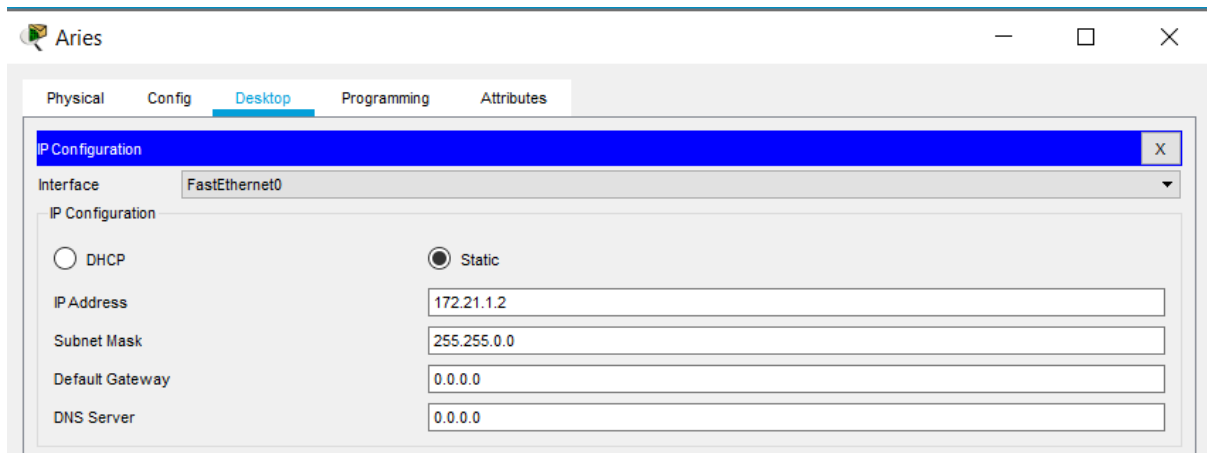 Aries
Physical Config Desktop Programming Attributes
IP Configuration X
Interface FastEthernet0
IP Configuration
DHCP Static
IP Address 172.21.1.2
Subnet Mask 255.255.0.0
Default Gateway 0.0.0.0
DNS Server 0.0.0.0